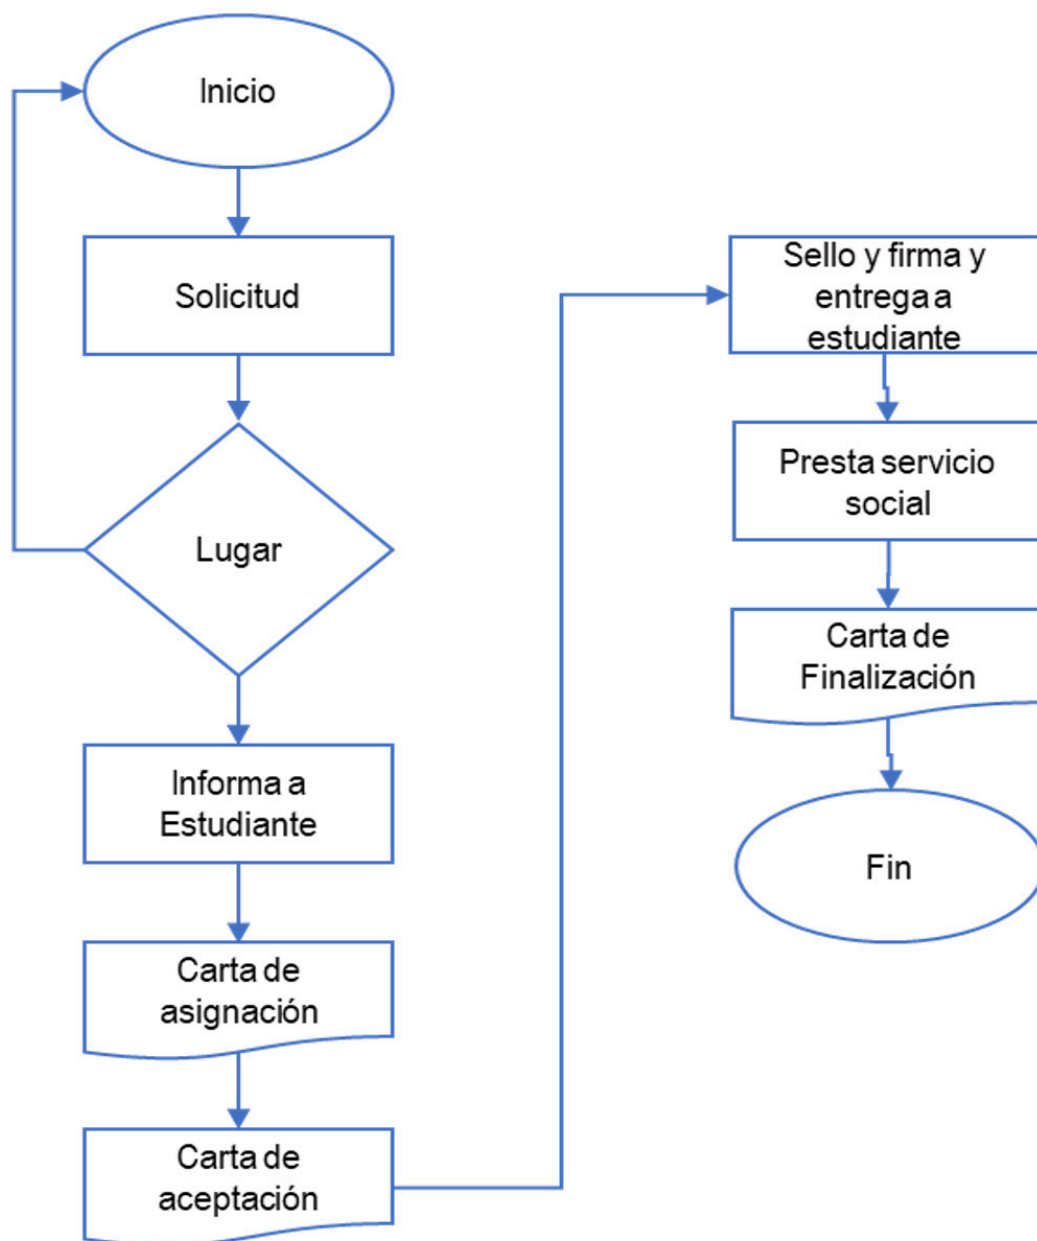 Inicio
Solicitud
Lugar
Informa a
Estudiante
Carta de
asignación
Carta de
aceptación
Sello y firma y
entrega a
estudiante
Presta servicio
social
Carta de
Finalización
Fin